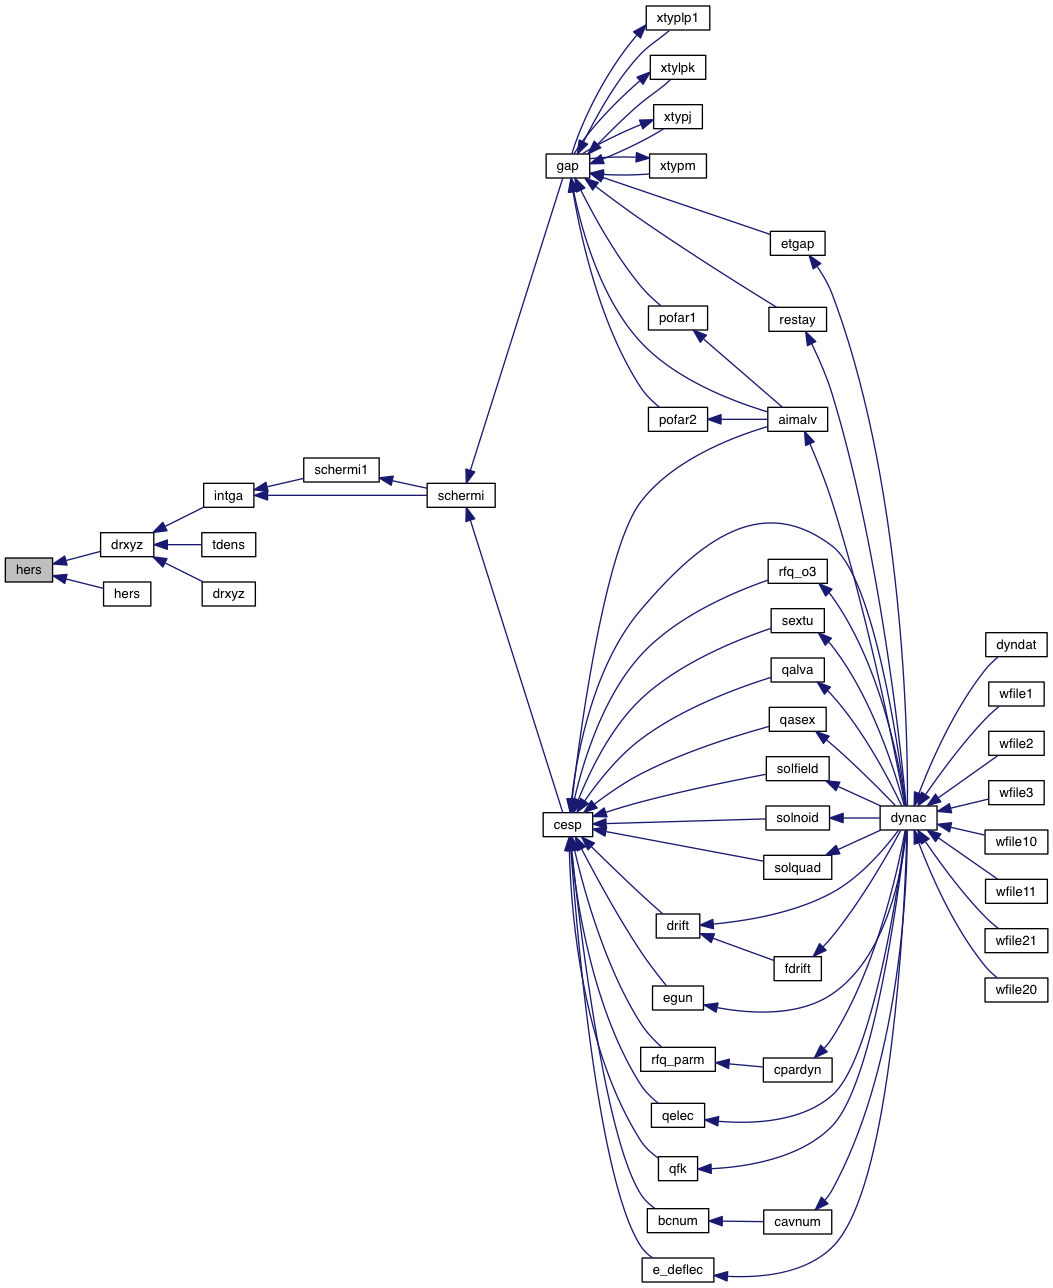 xtyplp1
xtylpk
xtypj
gap
xtypm
etgap
pofar1
restay
pofar2
aimalv
schermi1
intga
schermi
drxyz
tdens
hers
hers
drxyz
rfq_o3
sextu
dyndat
qalva
wfile1
qasex
wfile2
solfield
wfile3
cesp
solnoid
dynac
wfile10
solquad
wfile11
drift
wfile21
fdrift
wfile20
egun
rfq_parm
cpardyn
qelec
qfk
bcnum
cavnum
e_deflec